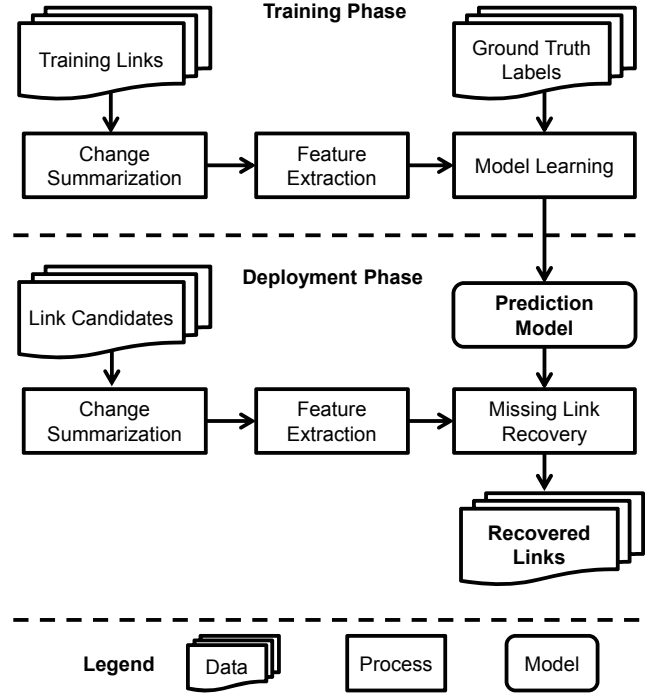 Training Phase
Training Links
Ground Truth
Labels
Change
Summarization
Feature
Extraction
Model Learning
Deployment Phase
Link Candidates
Prediction
Model
Change
Summarization
Feature
Extraction
Missing Link
Recovery
Recovered
Links
Legend
Data
Process
Model